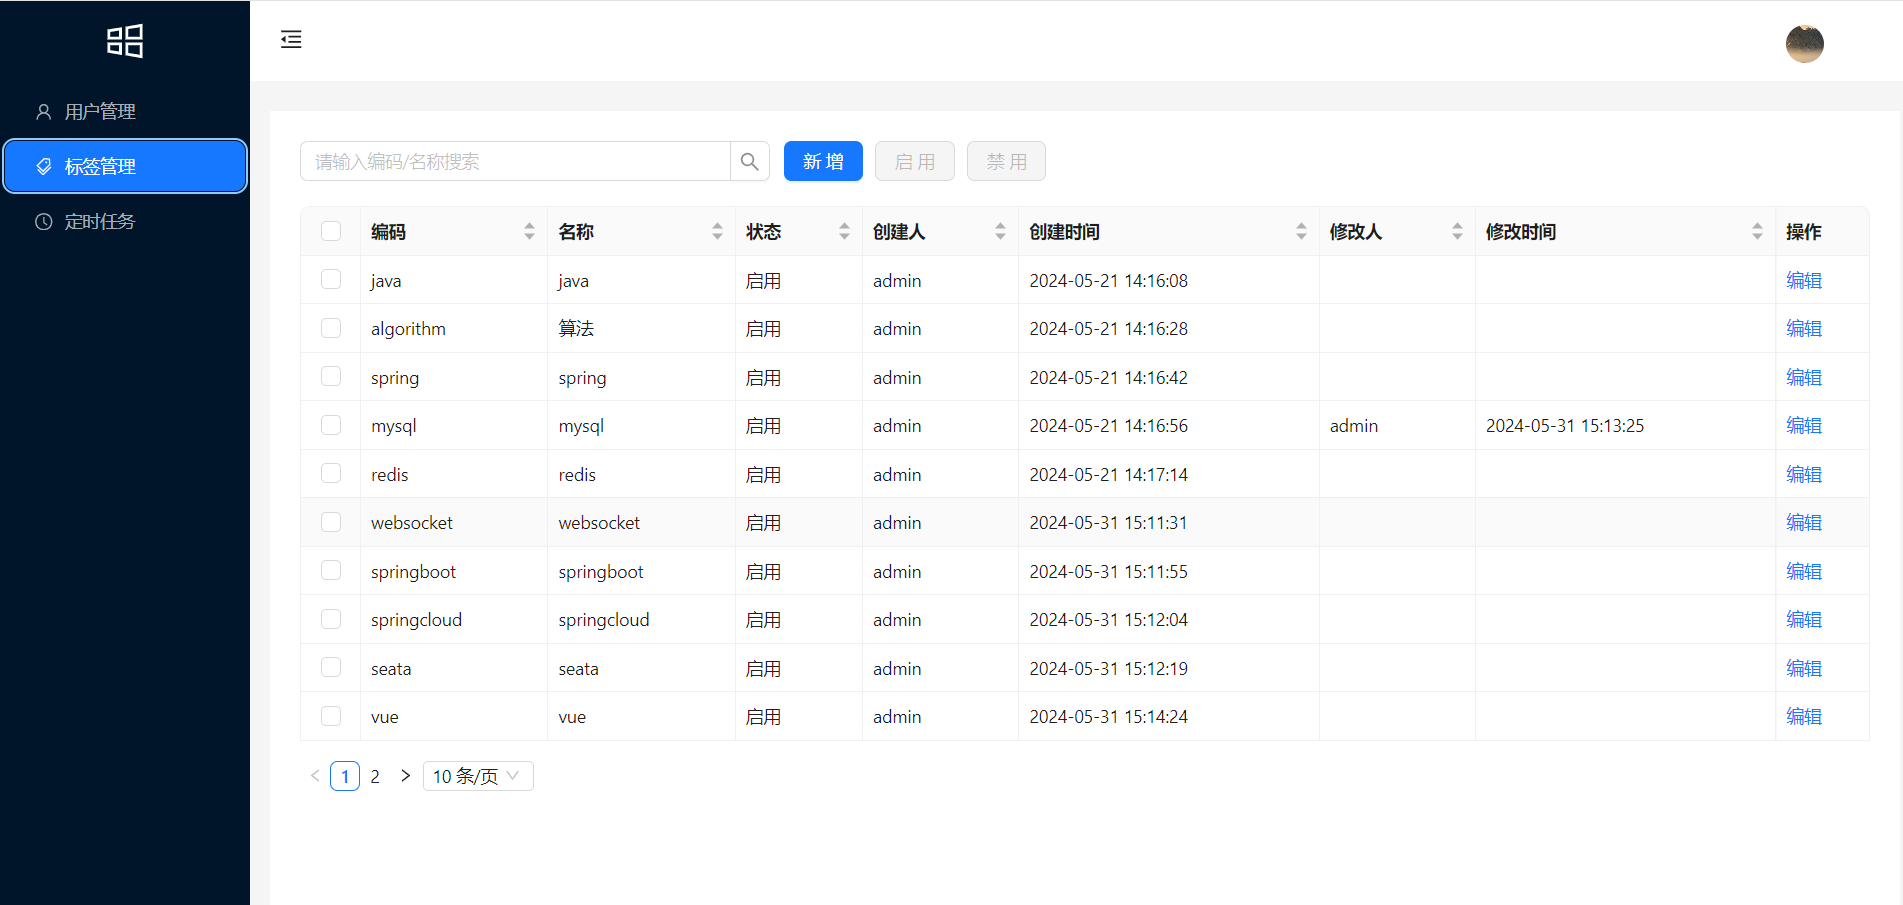 用户管理
标签管理
定时任务
请输入编码/名称搜索 新增 启用 禁用
编码 名称 状态 创建人 创建时间 修改人 修改时间 操作
java java 启用 admin 2024-05-21 14:16:08 编辑
algorithm 算法 启用 admin 2024-05-21 14:16:28 编辑
spring spring 启用 admin 2024-05-21 14:16:42 编辑
mysql mysql 启用 admin 2024-05-21 14:16:56 admin 2024-05-31 15:13:25 编辑
redis redis 启用 admin 2024-05-21 14:17:14 编辑
websocket websocket 启用 admin 2024-05-31 15:11:31 编辑
springboot springboot 启用 admin 2024-05-31 15:11:55 编辑
springcloud springcloud 启用 admin 2024-05-31 15:12:04 编辑
seata seata 启用 admin 2024-05-31 15:12:19 编辑
vue vue 启用 admin 2024-05-31 15:14:24 编辑
1 2 10 条/页